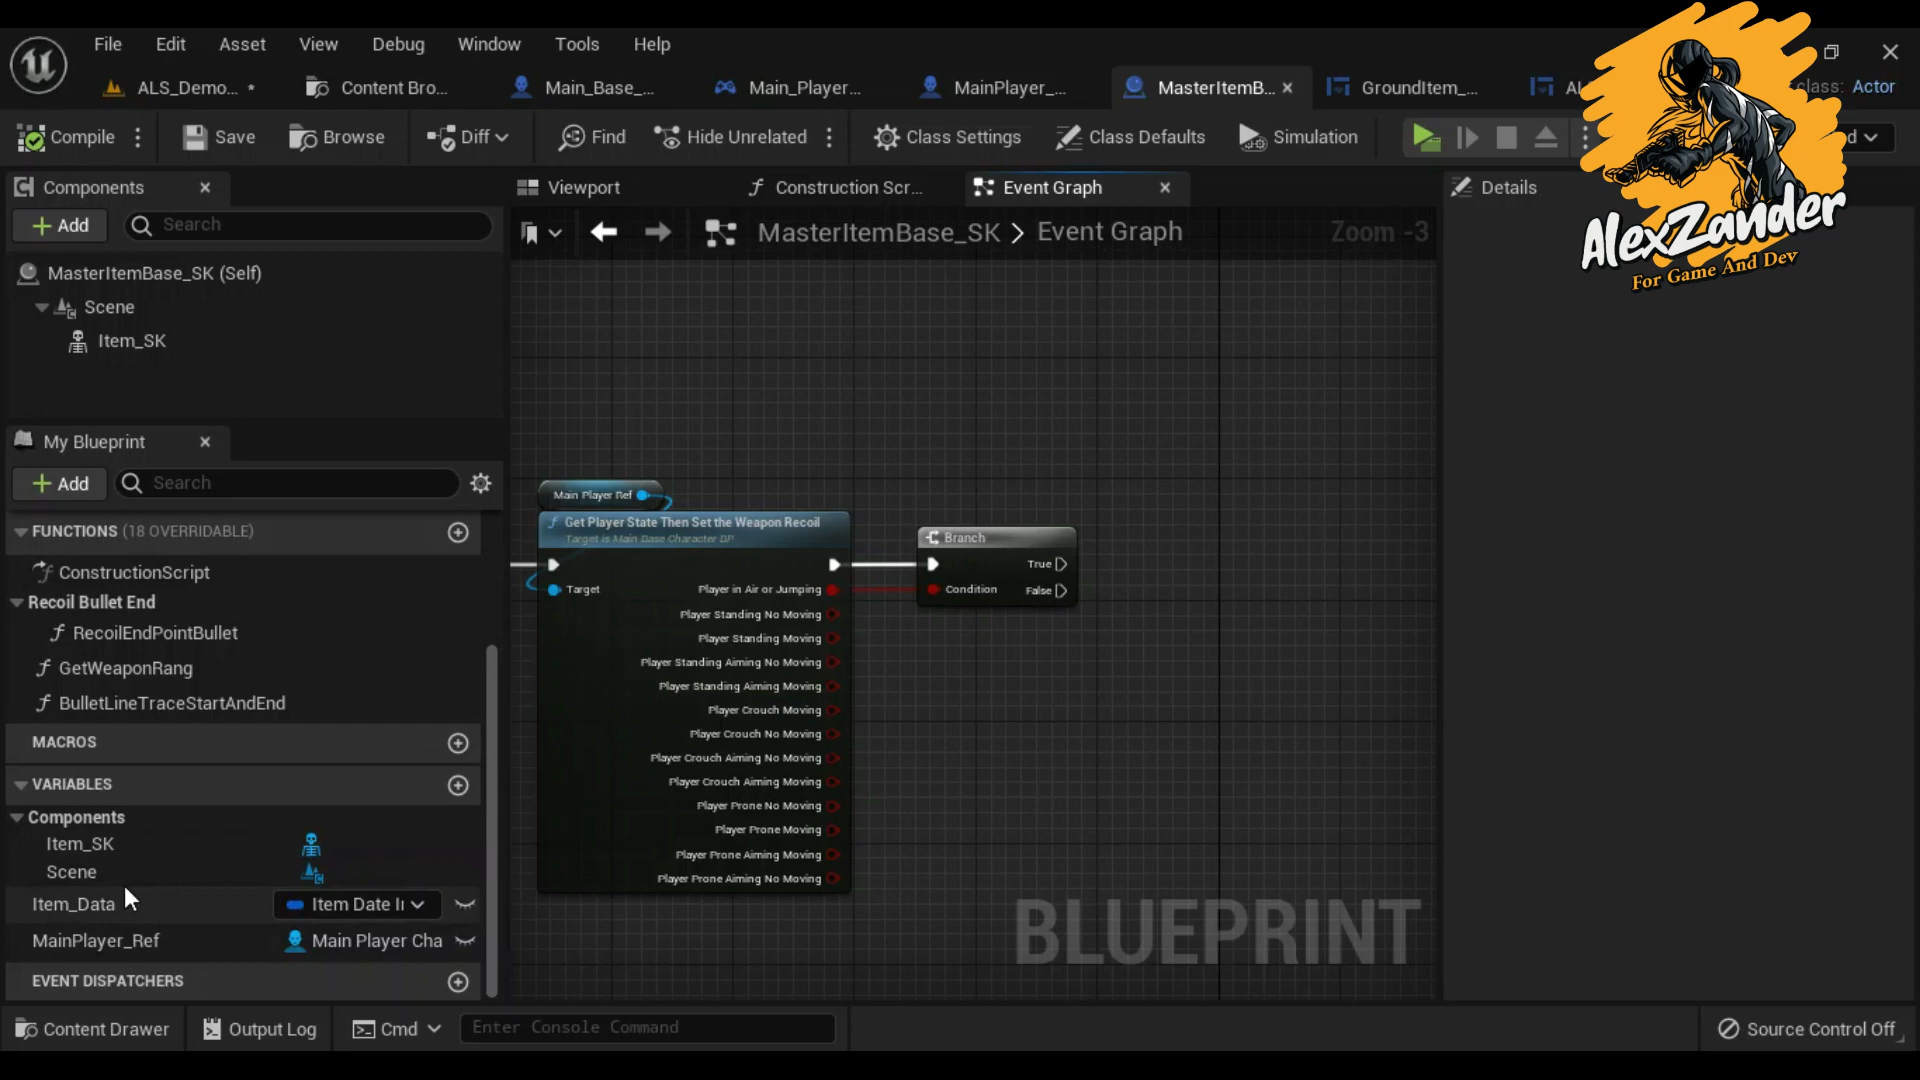 File Edit Asset View Debug Window Tools Help
ALS_Demo... • Content Bro... Main_Base_... Main_Player... MainPlayer_... MasterItemB... GroundItem_... class: Actor
Compile Save Browse Diff Find Hide Unrelated Class Settings Class Defaults Simulation
AlexZander
For Game And Dev
Components
Viewport Construction Scr... Event Graph Details
Add Search
MasterItemBase_SK > Event Graph Zoom -3
MasterItemBase_SK (Self)
Scene
Item_SK
My Blueprint
Add Search
FUNCTIONS (18 OVERRIDABLE)
ConstructionScript
Recoil Bullet End
RecoilEndPointBullet
GetWeaponRang
BulletLineTraceStartAndEnd
MACROS
VARIABLES
Components
Item_SK
Scene
Item_Data Item Date I
MainPlayer_Ref Main Player Cha
EVENT DISPATCHERS
Main Player Ref
Get Player State Then Set the Weapon Recoil
Target is Main Base Character BP
Target
Player in Air or Jumping
Player Standing No Moving
Player Standing Moving
Player Standing Aiming No Moving
Player Standing Aiming Moving
Player Crouch Moving
Player Crouch No Moving
Player Crouch Aiming No Moving
Player Crouch Aiming Moving
Player Prone No Moving
Player Prone Moving
Player Prone Aiming Moving
Player Prone Aiming No Moving
Branch
True
Condition False
BLUEPRINT
Content Drawer Output Log Cmd Enter Console Command Source Control Off